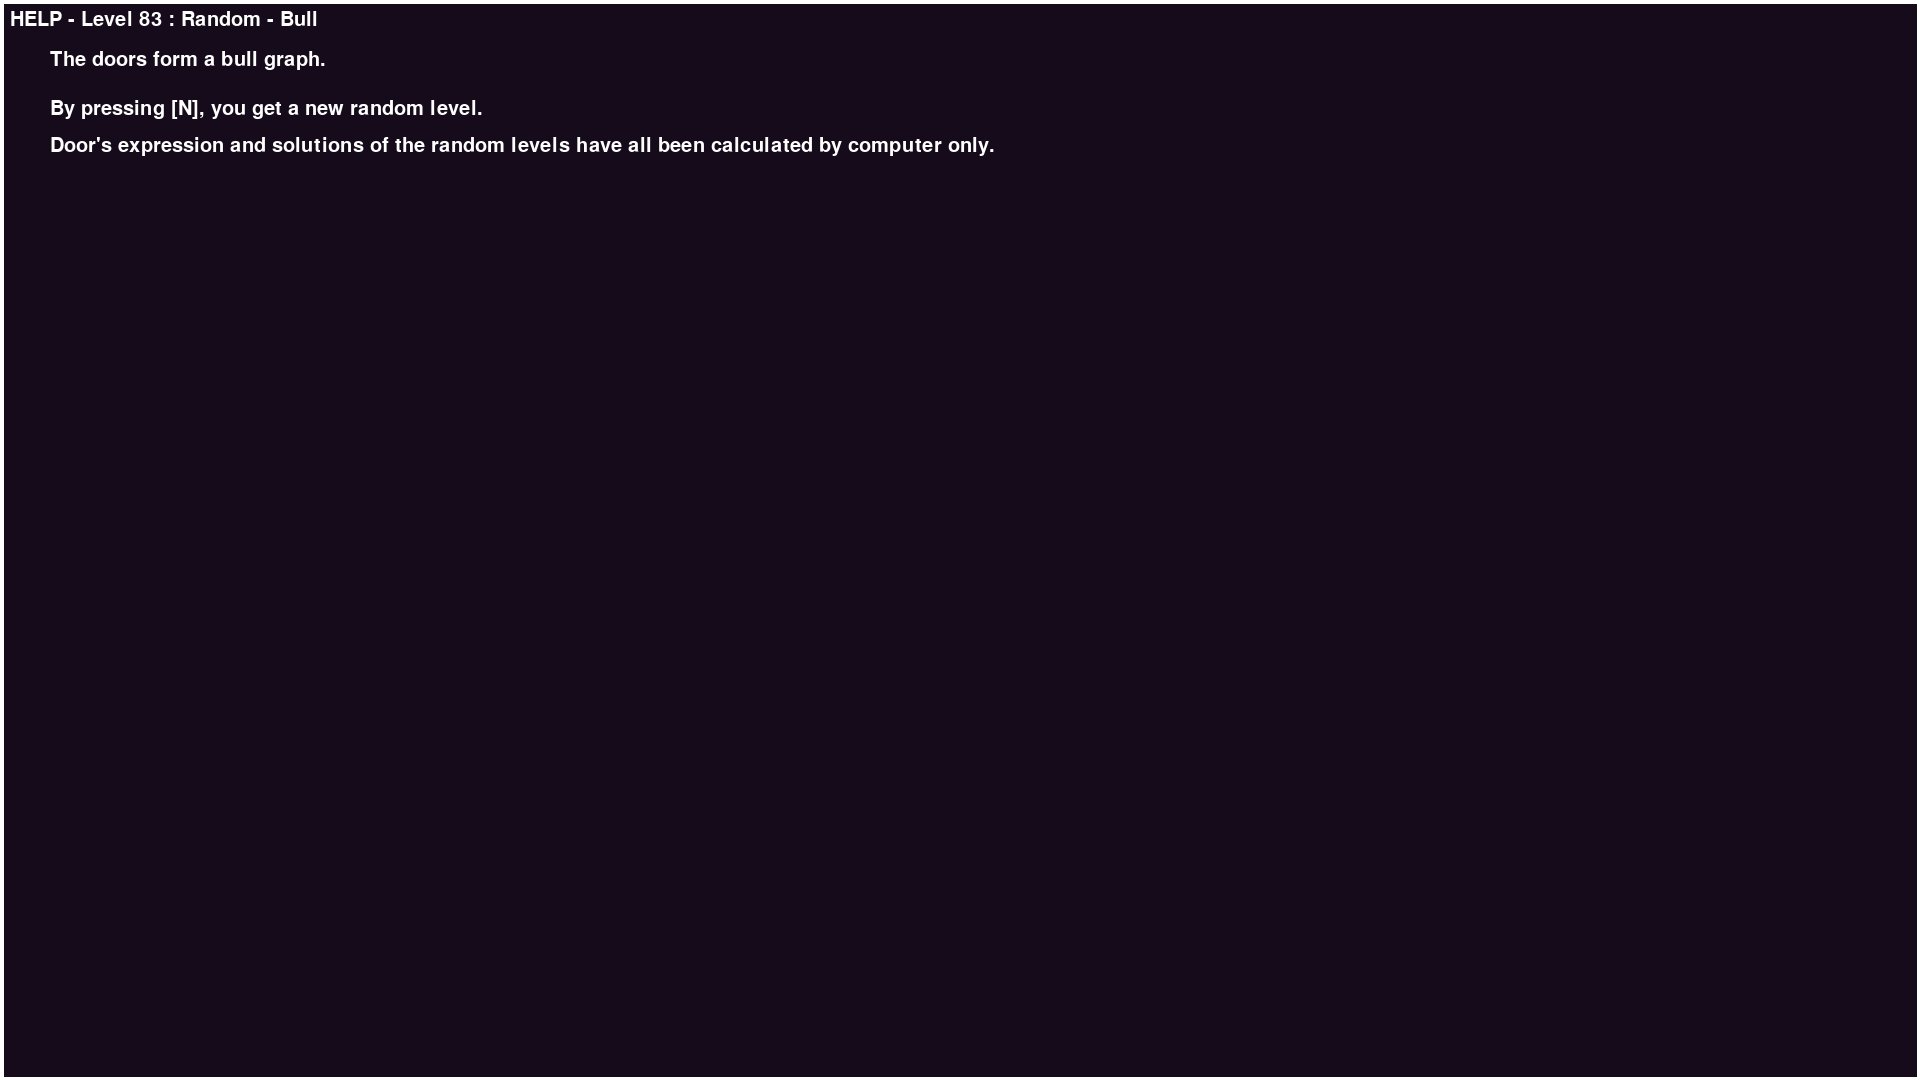 HELP - Level 83 : Random - Bull
The doors form a bull graph.
By pressing [N], you get a new random level.
Door's expression and solutions of the random levels have all been calculated by computer only.